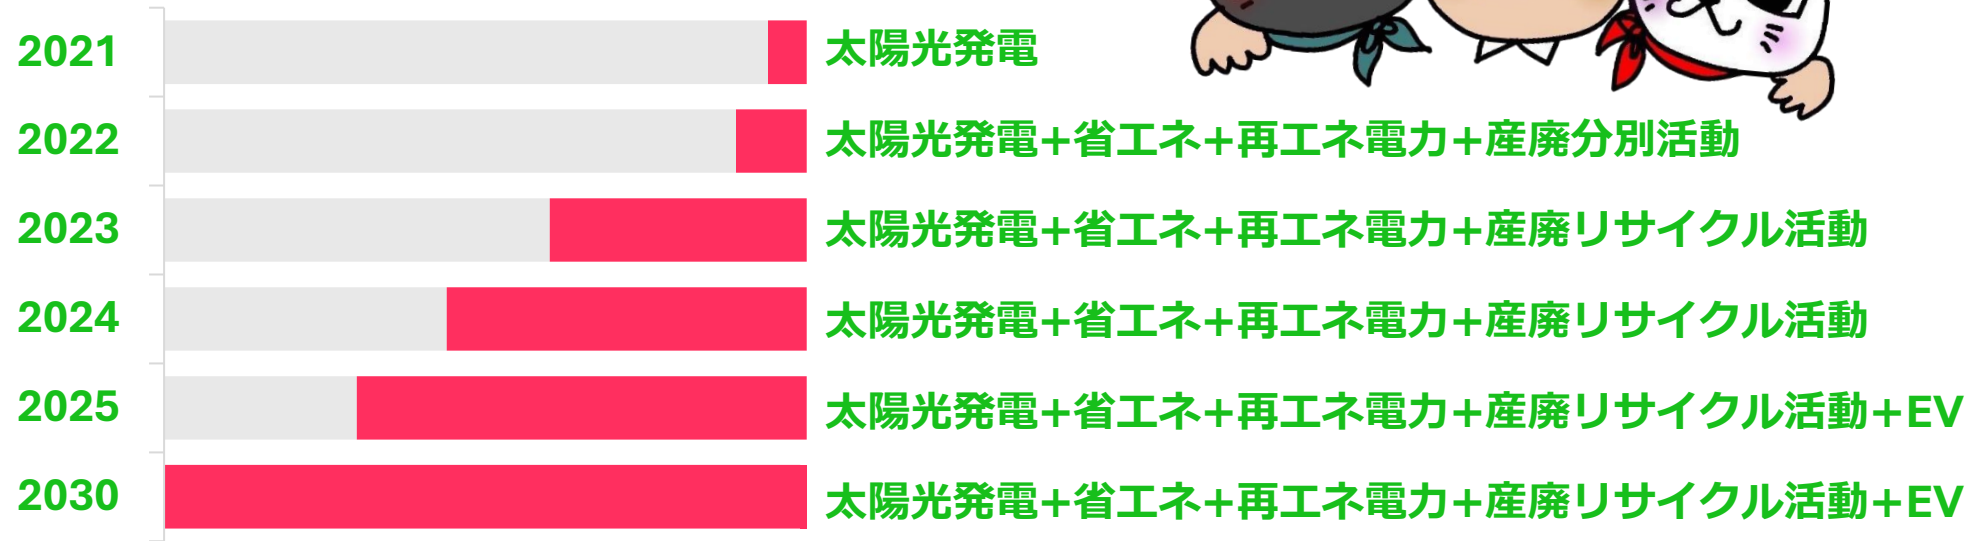 2021 太陽光発電
2022 太陽光発電+省エネ+再エネ電力+産廃分別活動
2023 太陽光発電+省エネ+再エネ電力+産廃リサイクル活動
2024 太陽光発電+省エネ+再エネ電力+産廃リサイクル活動
2025 太陽光発電+省エネ+再エネ電力+産廃リサイクル活動+EV
2030 太陽光発電+省エネ+再エネ電力+産廃リサイクル活動+EV